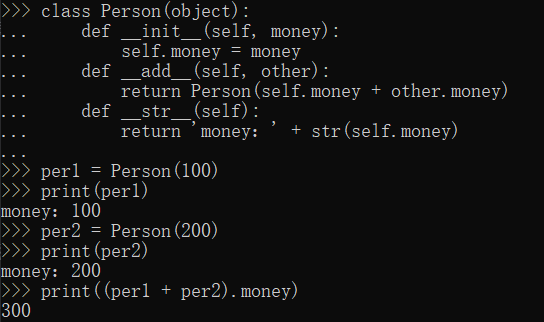 >>> class Person(object):
...     def __init__(self, money):
...         self.money = money
...     def __add__(self, other):
...         return Person(self.money + other.money)
...     def __str__(self):
...         return 'money：' + str(self.money)
...
>>> per1 = Person(100)
>>> print(per1)
money：100
>>> per2 = Person(200)
>>> print(per2)
money：200
>>> print((per1 + per2).money)
300